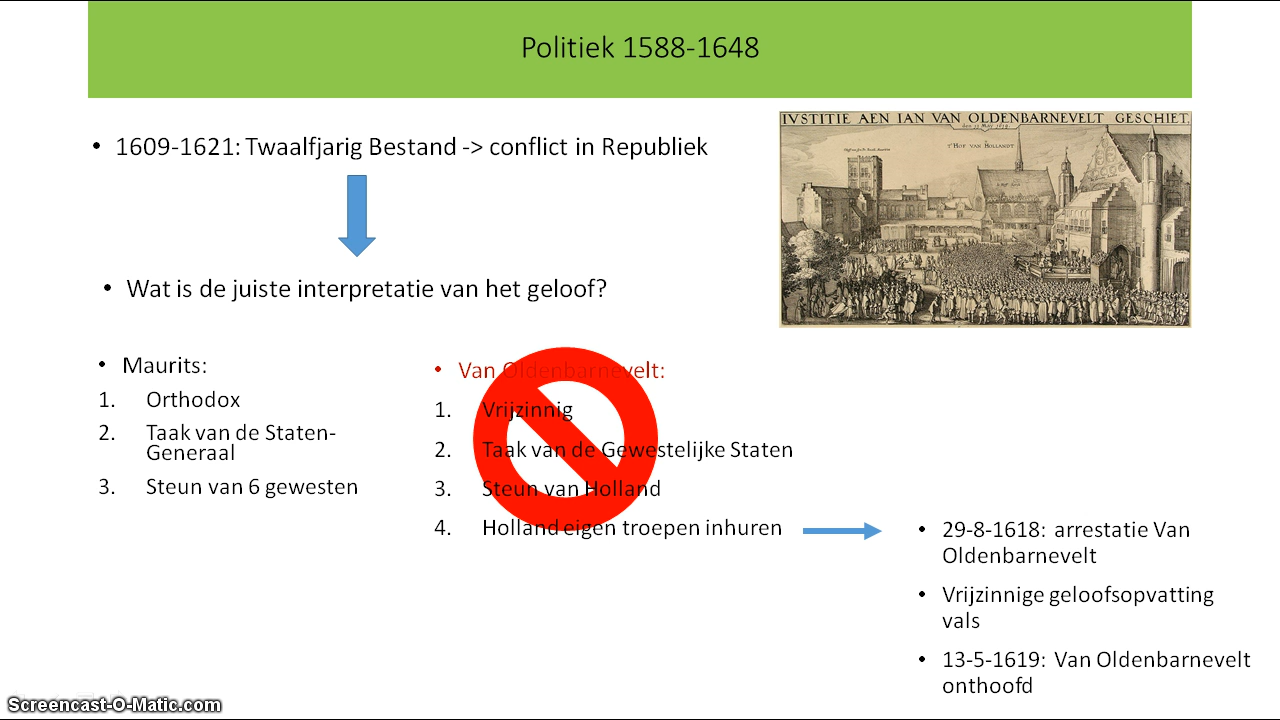 Politiek 1588-1648
• 1609-1621: Twaalfjarig Bestand -> conflict in Republiek
IVSTITIE AEN IAN VAN OLDENBARNEVELT GESCHIET.
T'HOF VAN HOLLANDT
• Wat is de juiste interpretatie van het geloof?
• Maurits:
1. Orthodox
2. Taak van de Staten-
Generaal
3. Steun van 6 gewesten
• Van Oldenbarnevelt:
1. Vrijzinnig
2. Taak van de Gewestelijke Staten
3. Steun van Holland
4. Holland eigen troepen inhuren
• 29-8-1618: arrestatie Van
Oldenbarnevelt
• Vrijzinnige geloofsopvatting
vals
• 13-5-1619: Van Oldenbarnevelt
onthoofd
Screencast-O-Matic.com